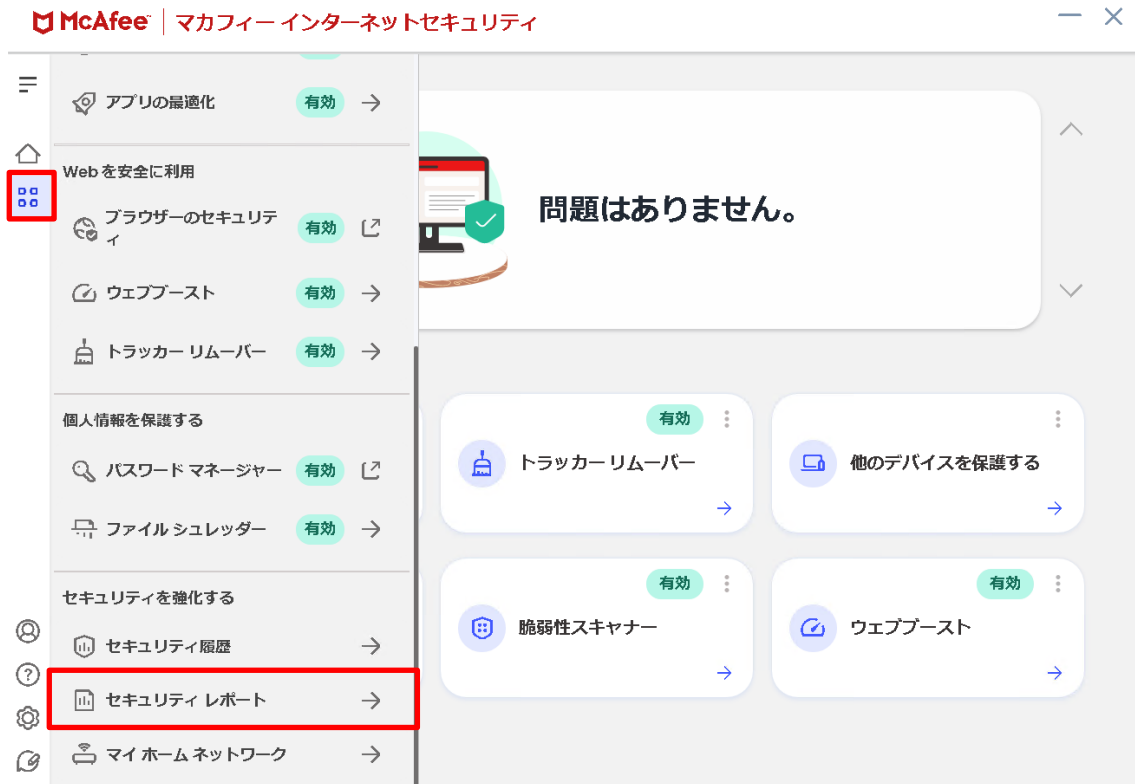 McAfee マカフィー インターネットセキュリティ
アプリの最適化 有効
Webを安全に利用
ブラウザーのセキュリテ
ィ 有効
ウェブブースト 有効
トラッカー リムーバー 有効
個人情報を保護する
パスワード マネージャー 有効
ファイル シュレッダー 有効
セキュリティを強化する
セキュリティ履歴
セキュリティ レポート
マイ ホーム ネットワーク
問題はありません。
有効
トラッカー リムーバー
他のデバイスを保護する
有効
脆弱性スキャナー
有効
ウェブブースト